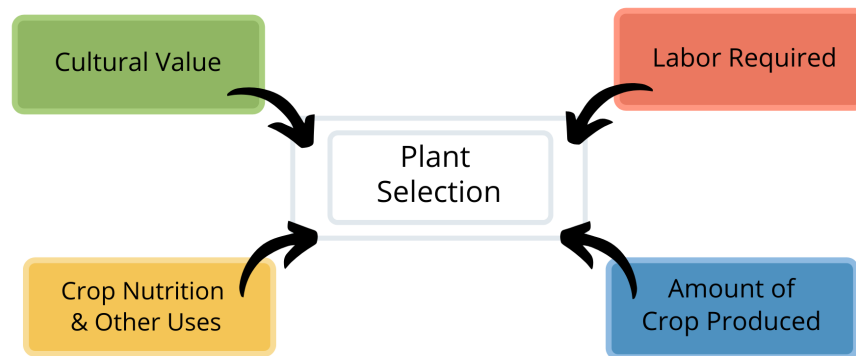 Cultural Value
Labor Required
Plant
Selection
Crop Nutrition
& Other Uses
Amount of
Crop Produced